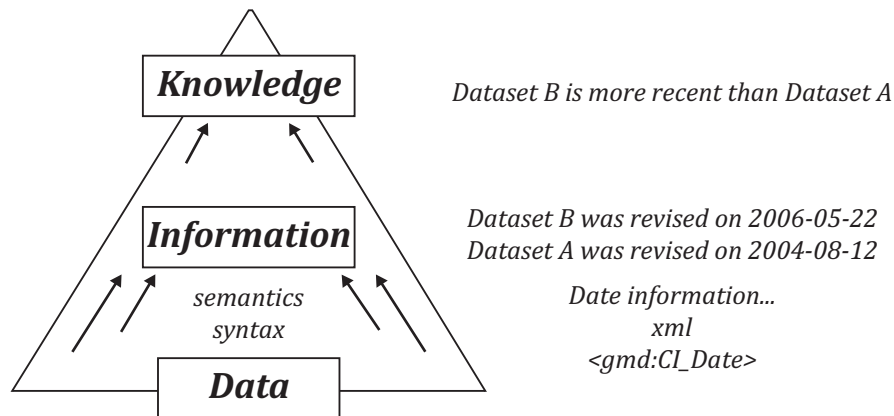 Knowledge
Dataset B is more recent than Dataset A
Information
Dataset B was revised on 2006-05-22
Dataset A was revised on 2004-08-12
semantics
syntax
Date information...
xml
<gmd:CI_Date>
Data